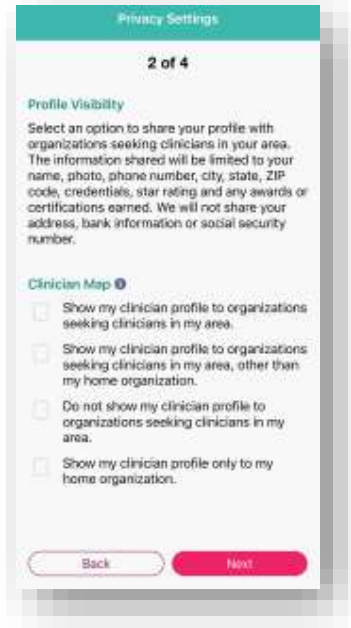 Privacy Settings
2 of 4
Profile Visibility
Select an option to share your profile with
organizations seeking clinicians in your area.
The information shared will be limited to your
name, photo, phone number, city, state, ZIP
code, credentials, star rating and any awards or
certifications earned. We will not share your
address, bank information or social security
number.
Clinician Map
Show my clinician profile to organizations
seeking clinicians in my area.
Show my clinician profile to organizations
seeking clinicians in my area, other than
my home organization.
Do not show my clinician profile to
organizations seeking clinicians in my
area.
Show my clinician profile only to my
home organization.
Back
Next